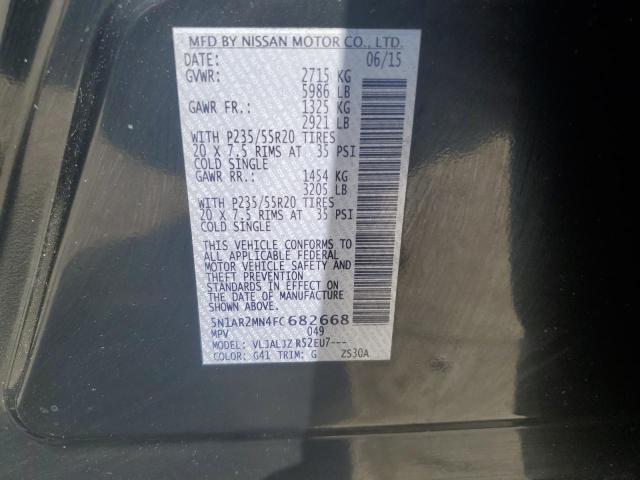 MFD BY NISSAN MOTOR CO., LTD.
DATE: 06/15
GVWR: 2715 KG
5986 LB
GAWR FR.: 1325 KG
2921 LB
WITH P235/55R20 TIRES
20 X 7.5 RIMS AT 35 PSI
COLD SINGLE
GAWR RR.: 1454 KG
3205 LB
WITH P235/55R20 TIRES
20 X 7.5 RIMS AT 35 PSI
COLD SINGLE
THIS VEHICLE CONFORMS TO
ALL APPLICABLE FEDERAL
MOTOR VEHICLE SAFETY AND
THEFT PREVENTION
STANDARDS IN EFFECT ON
THE DATE OF MANUFACTURE
SHOWN ABOVE.
5N1AR2MN4FC682668
MPV 049
MODEL: VLJALJZ R52EU7---
COLOR: G41 TRIM: G ZS30A